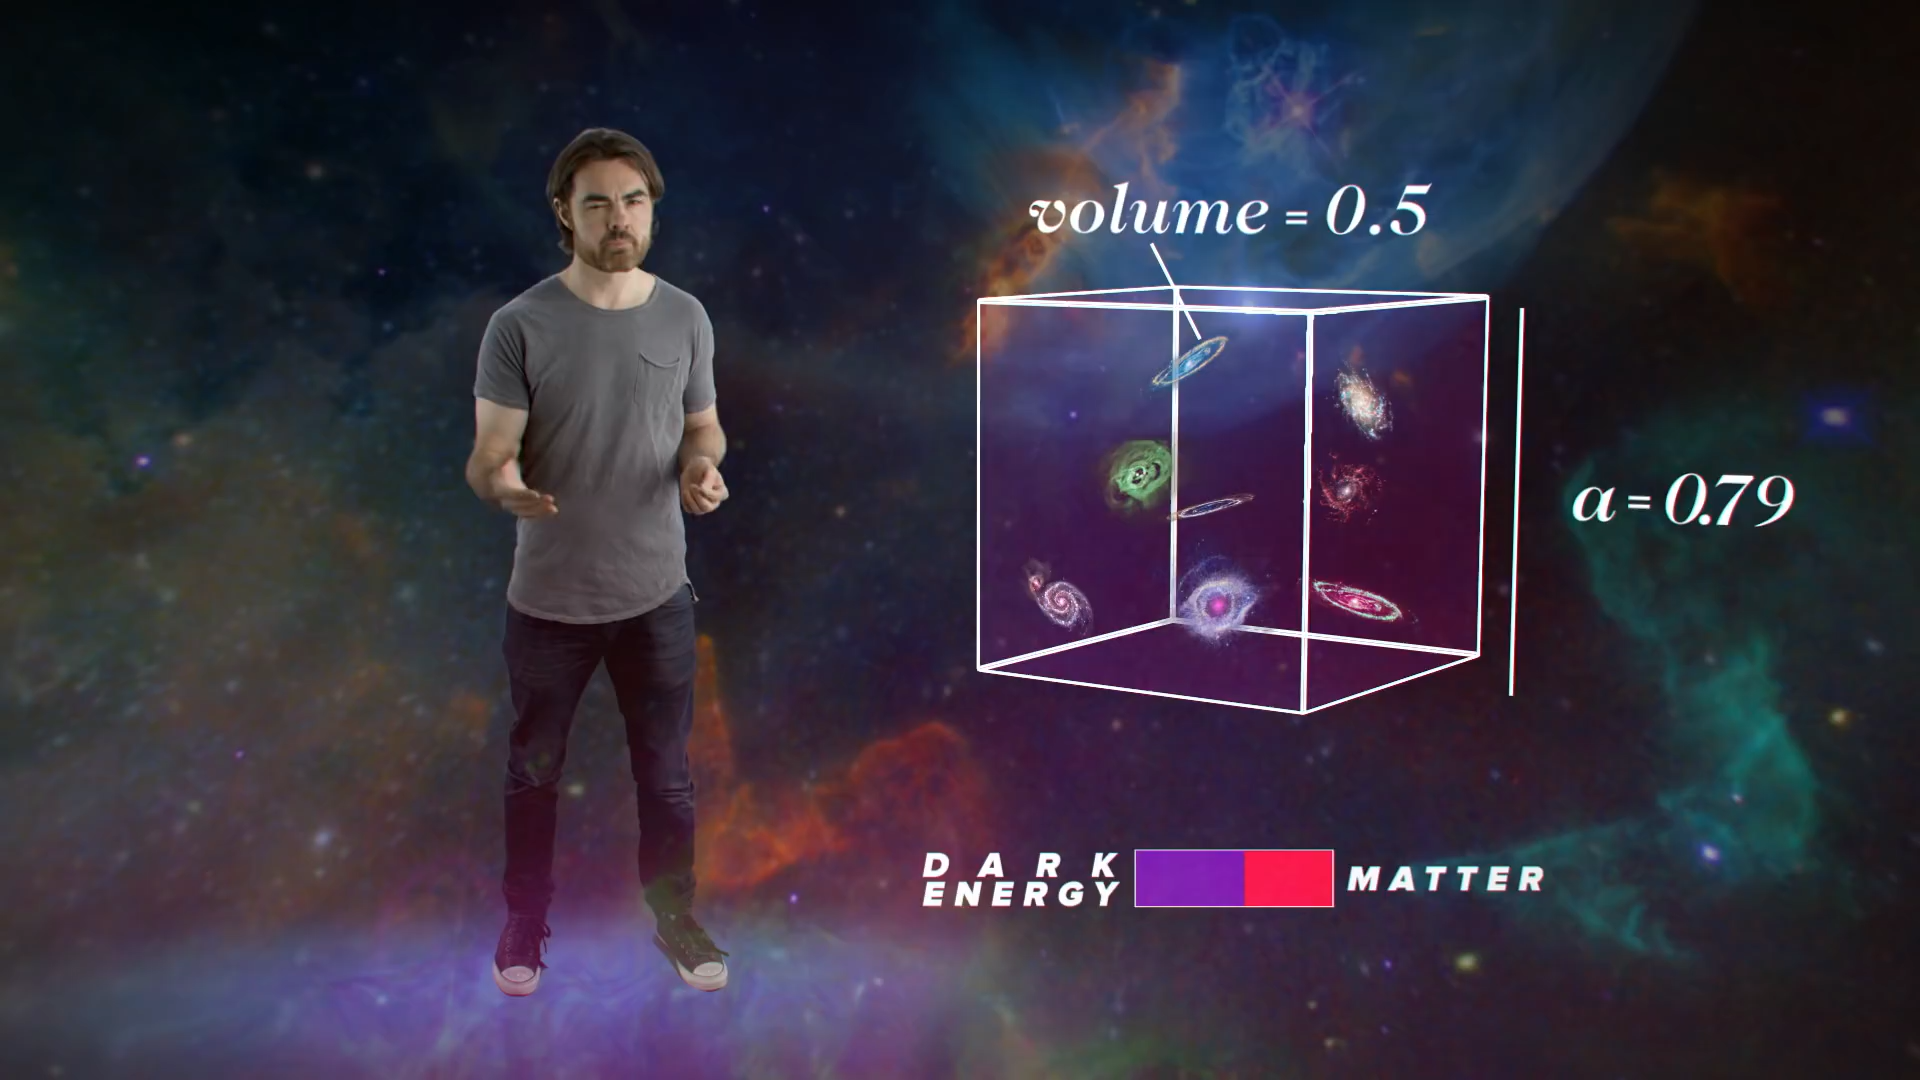 volume = 0.5
a = 0.79
DARK
ENERGY
MATTER